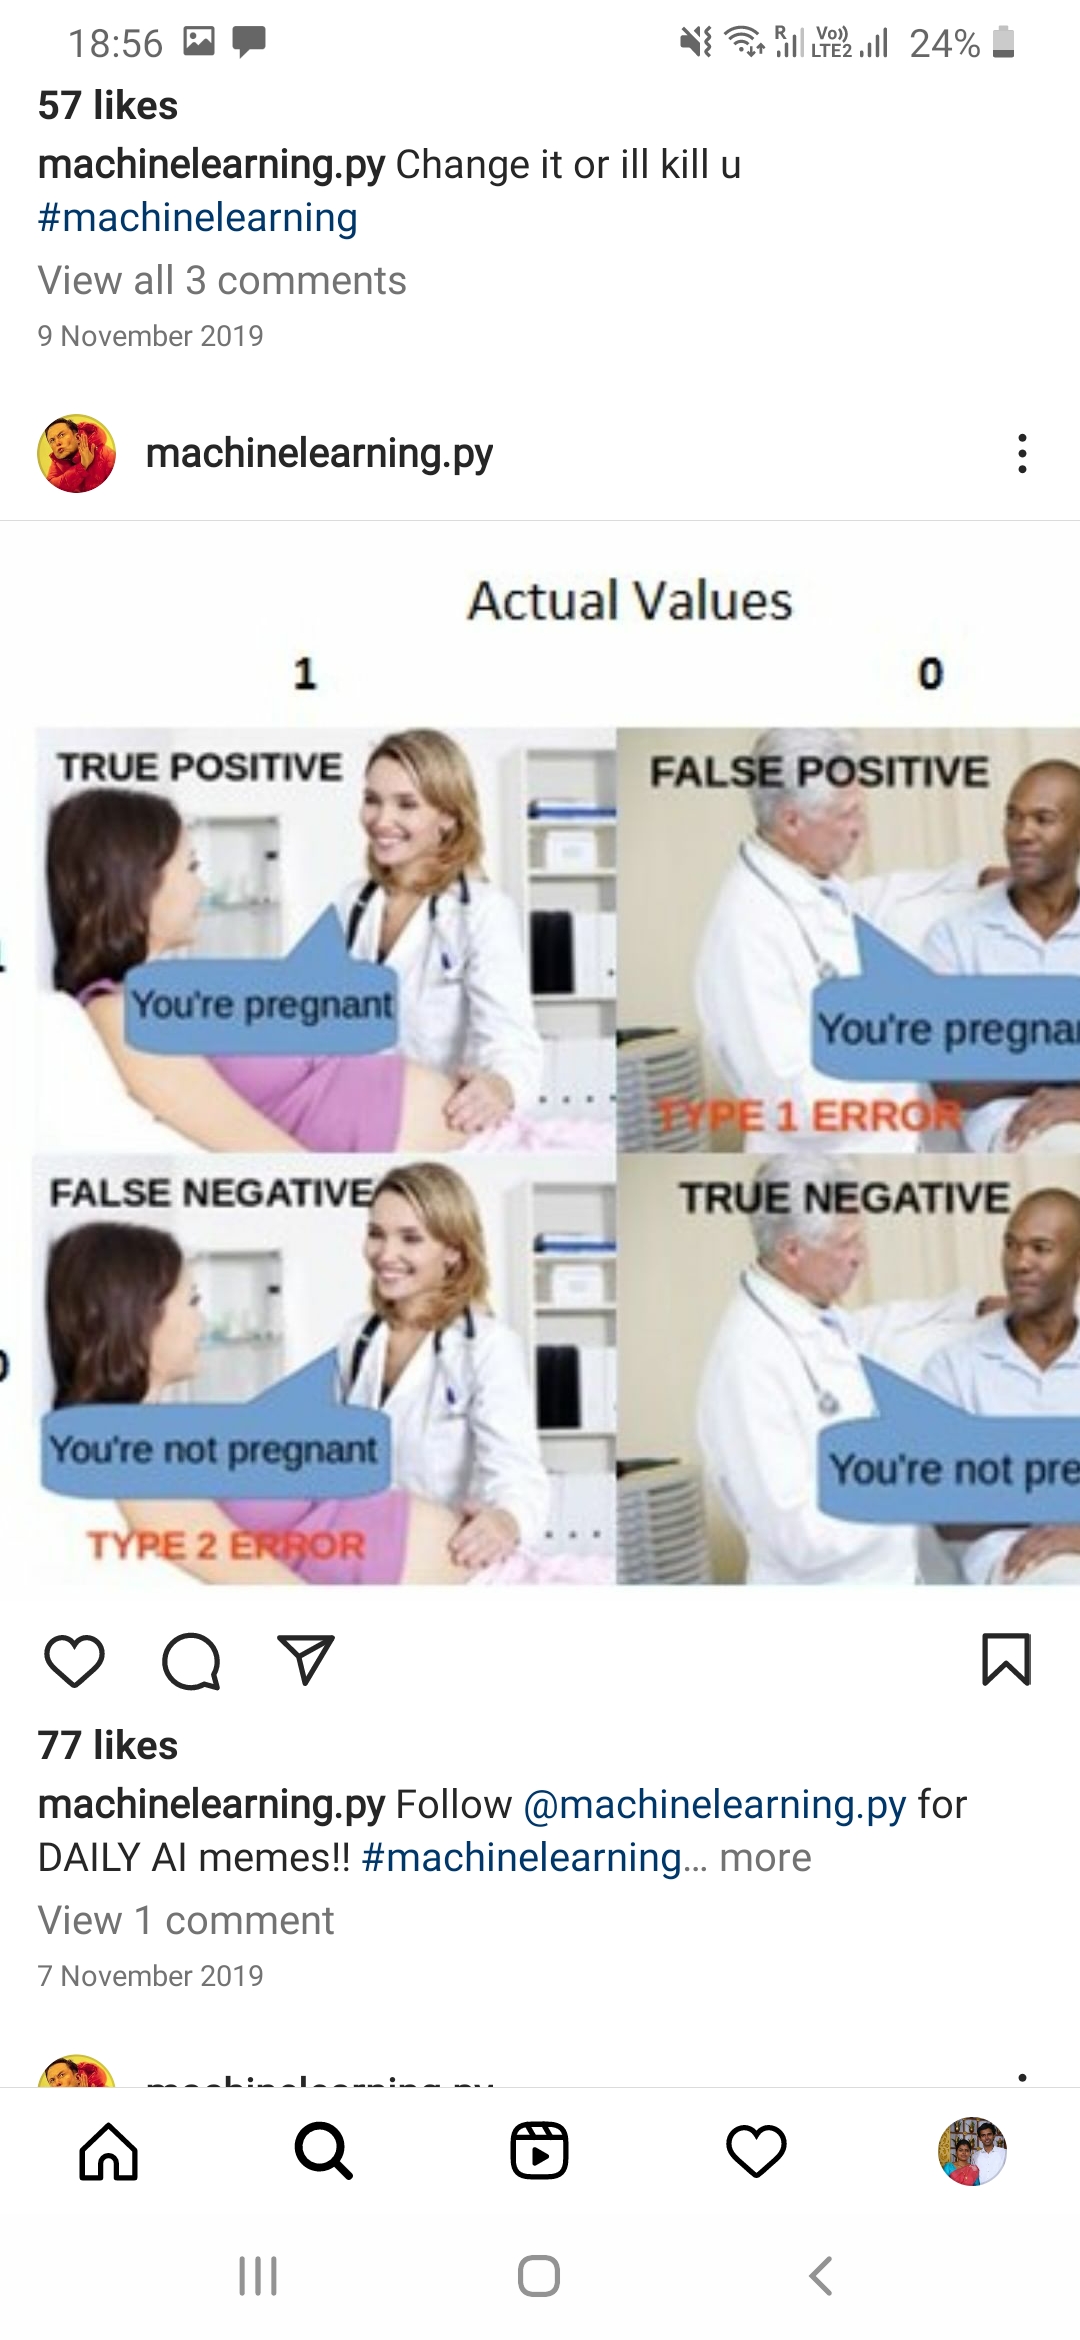 18:56 R Vo)) LTE2 24%
57 likes
machinelearning.py Change it or ill kill u
#machinelearning
View all 3 comments
9 November 2019
machinelearning.py
Actual Values
1 0
TRUE POSITIVE
FALSE POSITIVE
You're pregnant
You're pregna
TYPE 1 ERROR
FALSE NEGATIVE
TRUE NEGATIVE
You're not pregnant
You're not pre
TYPE 2 ERROR
77 likes
machinelearning.py Follow @machinelearning.py for
DAILY AI memes!! #machinelearning... more
View 1 comment
7 November 2019